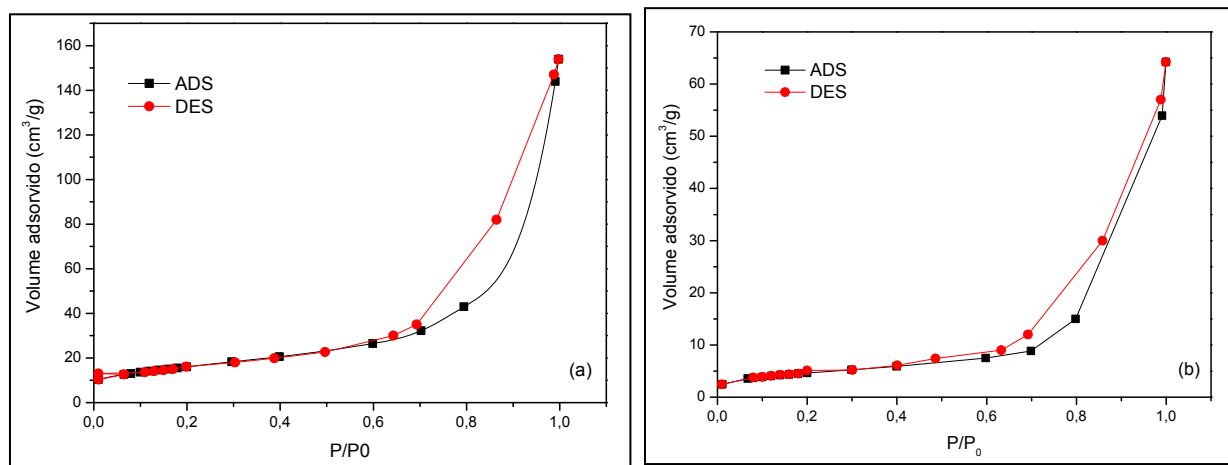 160
140
120
100
80
60
40
20
0
Volume adsorvido (cm³/g)
ADS
DES
(a)
0,0 0,2 0,4 0,6 0,8 1,0
P/P0
70
60
50
40
30
20
10
0
Volume adsorvido (cm³/g)
ADS
DES
(b)
0,0 0,2 0,4 0,6 0,8 1,0
P/P₀